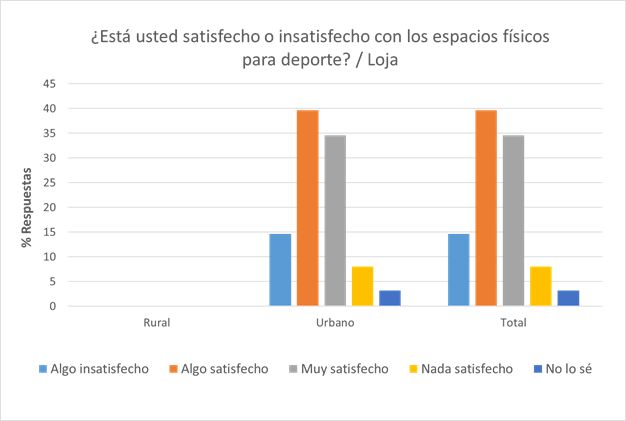 ¿Está usted satisfecho o insatisfecho con los espacios físicos
para deporte? / Loja
% Respuestas
45
40
35
30
25
20
15
10
5
0
Rural Urbano Total
Algo insatisfecho Algo satisfecho Muy satisfecho Nada satisfecho No lo sé